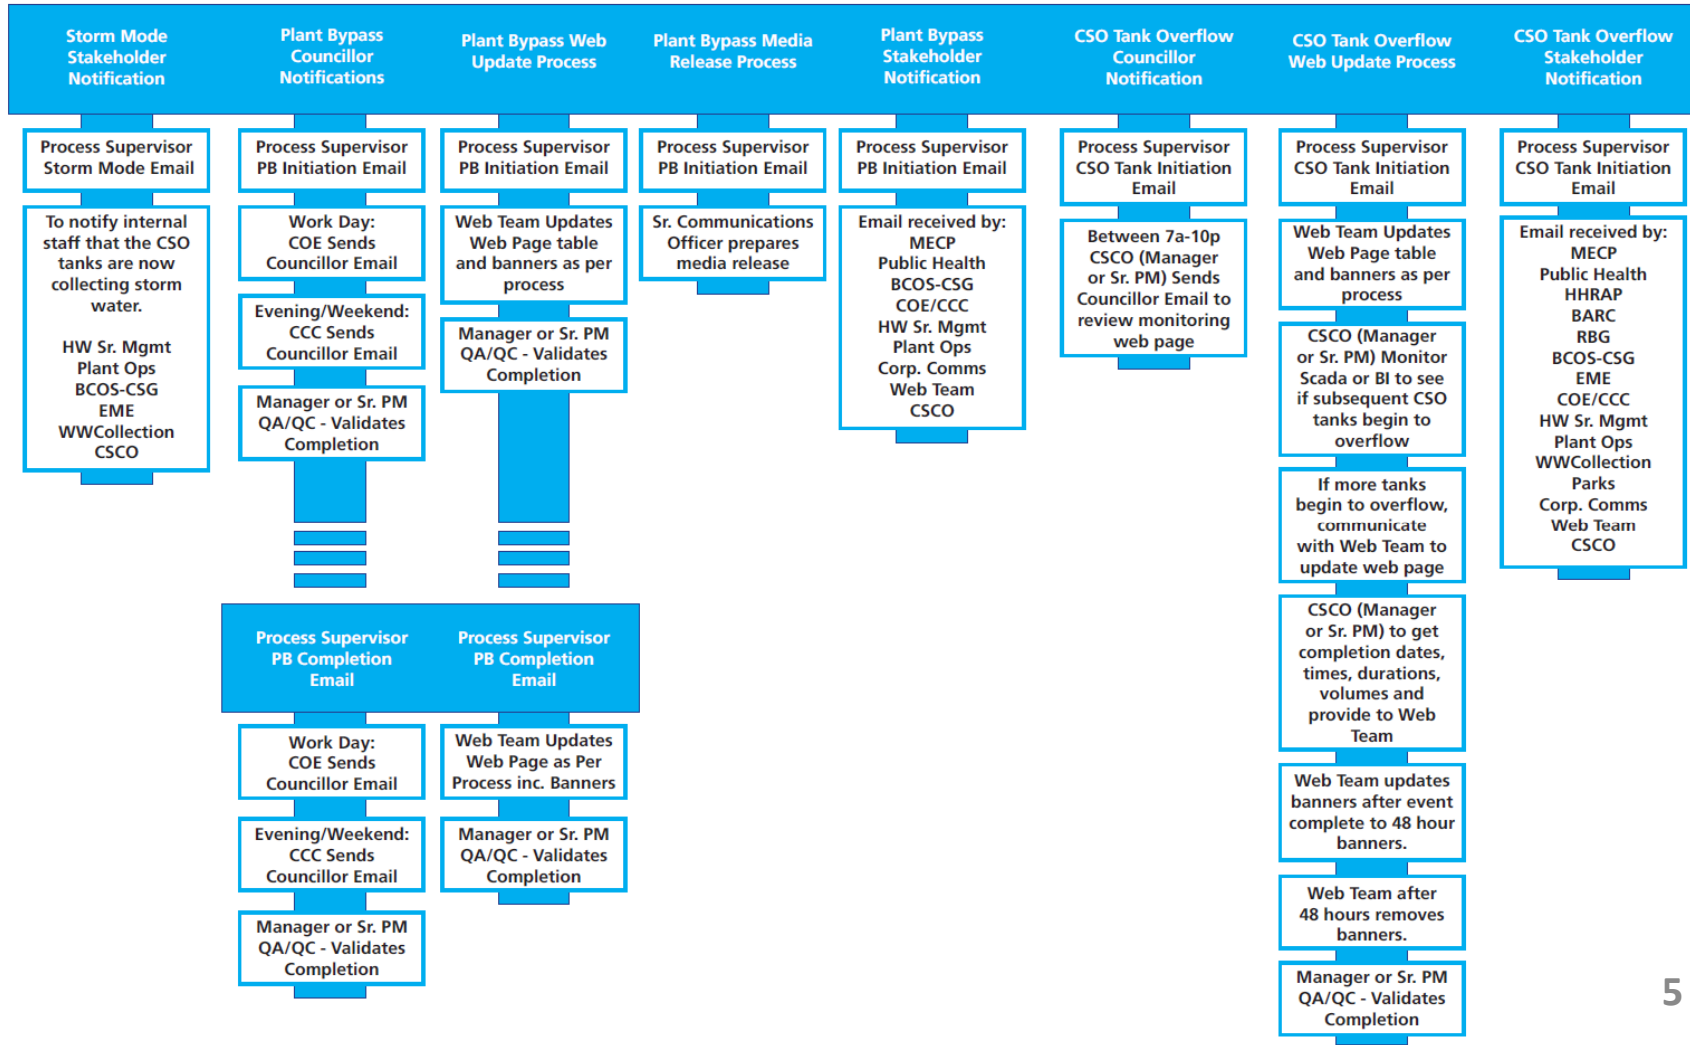 Storm Mode
Stakeholder
Notification
Plant Bypass
Councillor
Notifications
Plant Bypass Web
Update Process
Plant Bypass Media
Release Process
Plant Bypass
Stakeholder
Notification
CSO Tank Overflow
Councillor
Notification
CSO Tank Overflow
Web Update Process
CSO Tank Overflow
Stakeholder
Notification
Process Supervisor
Storm Mode Email
To notify internal
staff that the CSO
tanks are now
collecting storm
water.
HW Sr. Mgmt
Plant Ops
BCOS-CSG
EME
WWCollection
CSCO
Process Supervisor
PB Initiation Email
Work Day:
COE Sends
Councillor Email
Evening/Weekend:
CCC Sends
Councillor Email
Manager or Sr. PM
QA/QC - Validates
Completion
Process Supervisor
PB Completion
Email
Work Day:
COE Sends
Councillor Email
Evening/Weekend:
CCC Sends
Councillor Email
Manager or Sr. PM
QA/QC - Validates
Completion
Process Supervisor
PB Initiation Email
Web Team Updates
Web Page table
and banners as per
process
Manager or Sr. PM
QA/QC - Validates
Completion
Process Supervisor
PB Completion
Email
Web Team Updates
Web Page as Per
Process inc. Banners
Manager or Sr. PM
QA/QC - Validates
Completion
Process Supervisor
PB Initiation Email
Sr. Communications
Officer prepares
media release
Process Supervisor
PB Initiation Email
Email received by:
MECP
Public Health
BCOS-CSG
COE/CCC
HW Sr. Mgmt
Plant Ops
Corp. Comms
Web Team
CSCO
Process Supervisor
CSO Tank Initiation
Email
Between 7a-10p
CSCO (Manager
or Sr. PM) Sends
Councillor Email to
review monitoring
web page
Process Supervisor
CSO Tank Initiation
Email
Web Team Updates
Web Page table
and banners as per
process
CSCO (Manager
or Sr. PM) Monitor
Scada or BI to see
if subsequent CSO
tanks begin to
overflow
If more tanks
begin to overflow,
communicate
with Web Team to
update web page
CSCO (Manager
or Sr. PM) to get
completion dates,
times, durations,
volumes and
provide to Web
Team
Web Team updates
banners after event
complete to 48 hour
banners.
Web Team after
48 hours removes
banners.
Manager or Sr. PM
QA/QC - Validates
Completion
Process Supervisor
CSO Tank Initiation
Email
Email received by:
MECP
Public Health
HHRAP
BARC
RBG
BCOS-CSG
EME
COE/CCC
HW Sr. Mgmt
Plant Ops
WWCollection
Parks
Corp. Comms
Web Team
CSCO
5